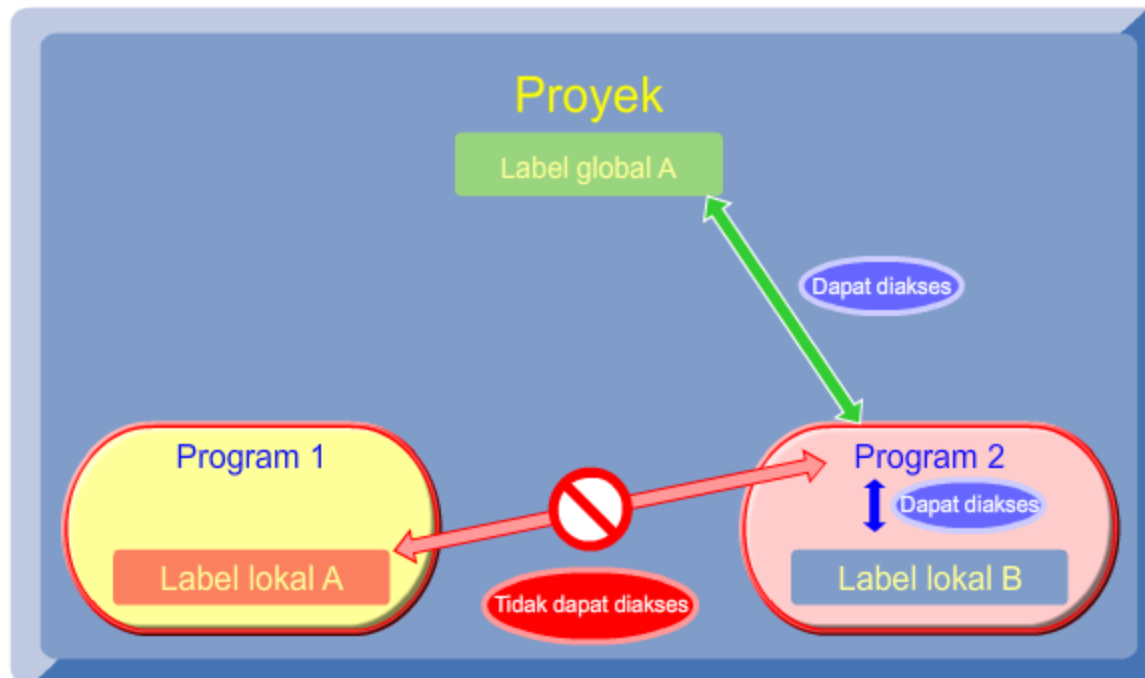 Proyek
Label global A
Dapat diakses
Program 1
Program 2
Dapat diakses
Label lokal A
Label lokal B
Tidak dapat diakses